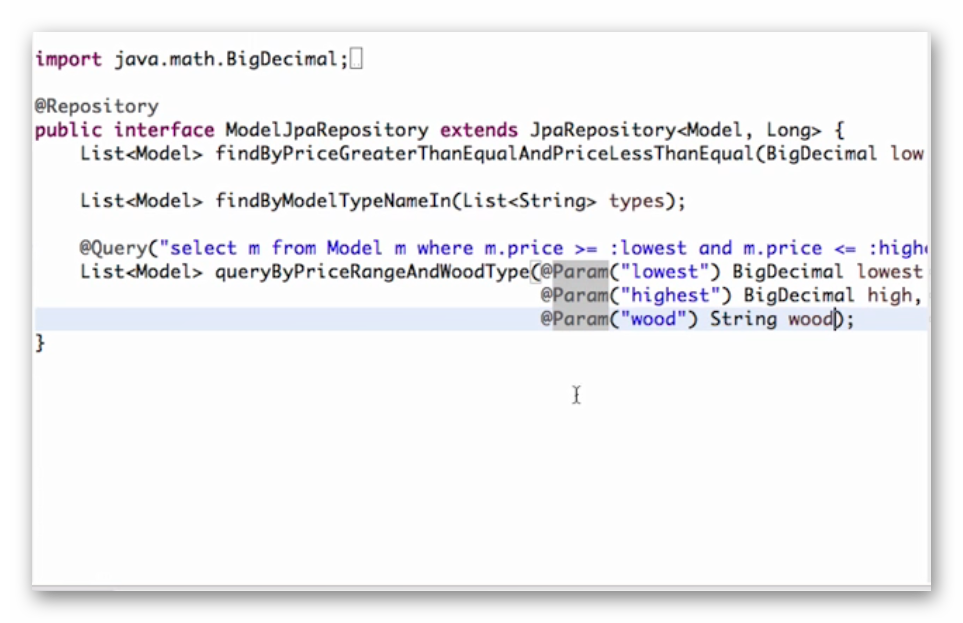 import java.math.BigDecimal;
@Repository
public interface ModelJpaRepository extends JpaRepository<Model, Long> {
List<Model> findByPriceGreaterThanEqualAndPriceLessThanEqual(BigDecimal low
List<Model> findByModelTypeNameIn(List<String> types);
@Query("select m from Model m where m.price >= :lowest and m.price <= :highe
List<Model> queryByPriceRangeAndWoodType(@Param("lowest") BigDecimal lowest
@Param("highest") BigDecimal high,
@Param("wood") String wood);
}